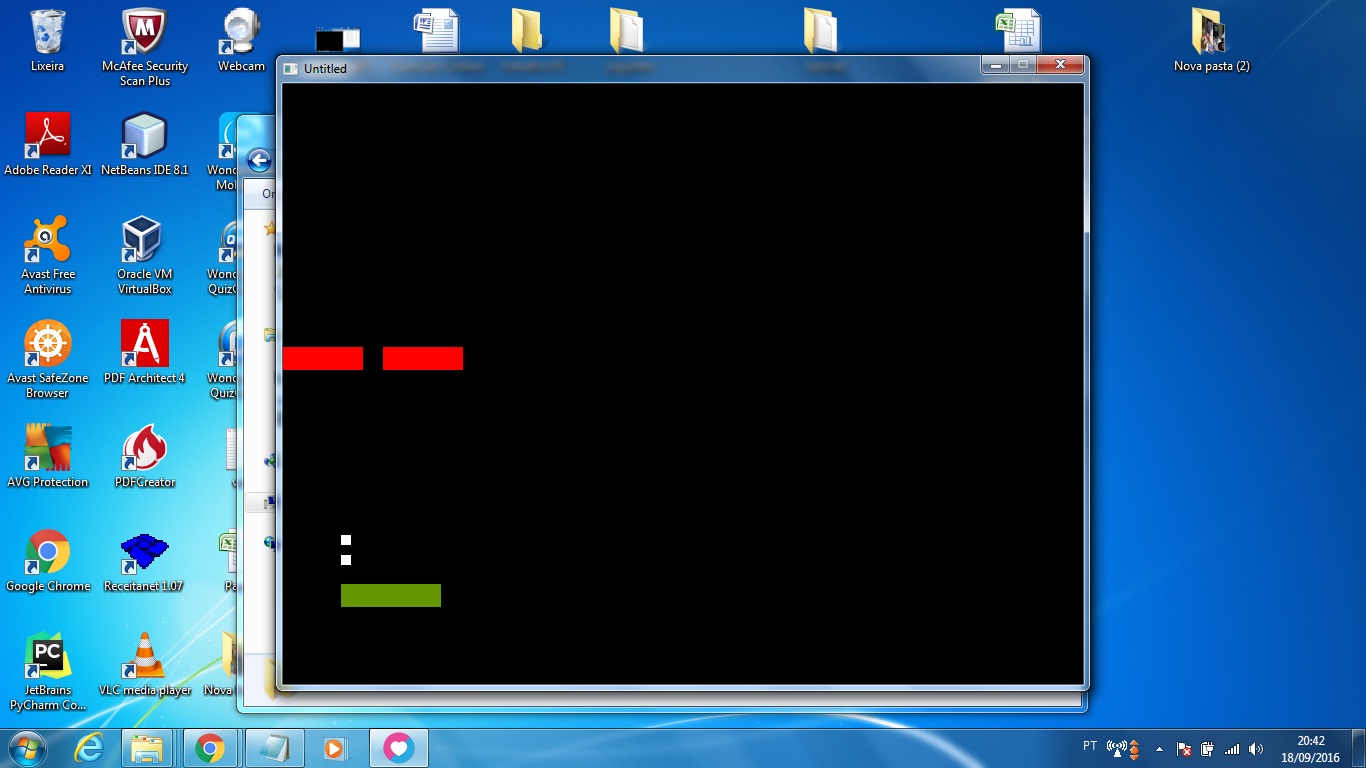 Lixeira
McAfee Security
Scan Plus
Webcam
Nova pasta (2)
Untitled
Adobe Reader XI
NetBeans IDE 8.1
Avast Free
Antivirus
Oracle VM
VirtualBox
Avast SafeZone
Browser
PDF Architect 4
AVG Protection
PDFCreator
Google Chrome
Receitanet 1.07
PC
JetBrains
PyCharm Co...
VLC media player
Nova
PT
20:42
18/09/2016